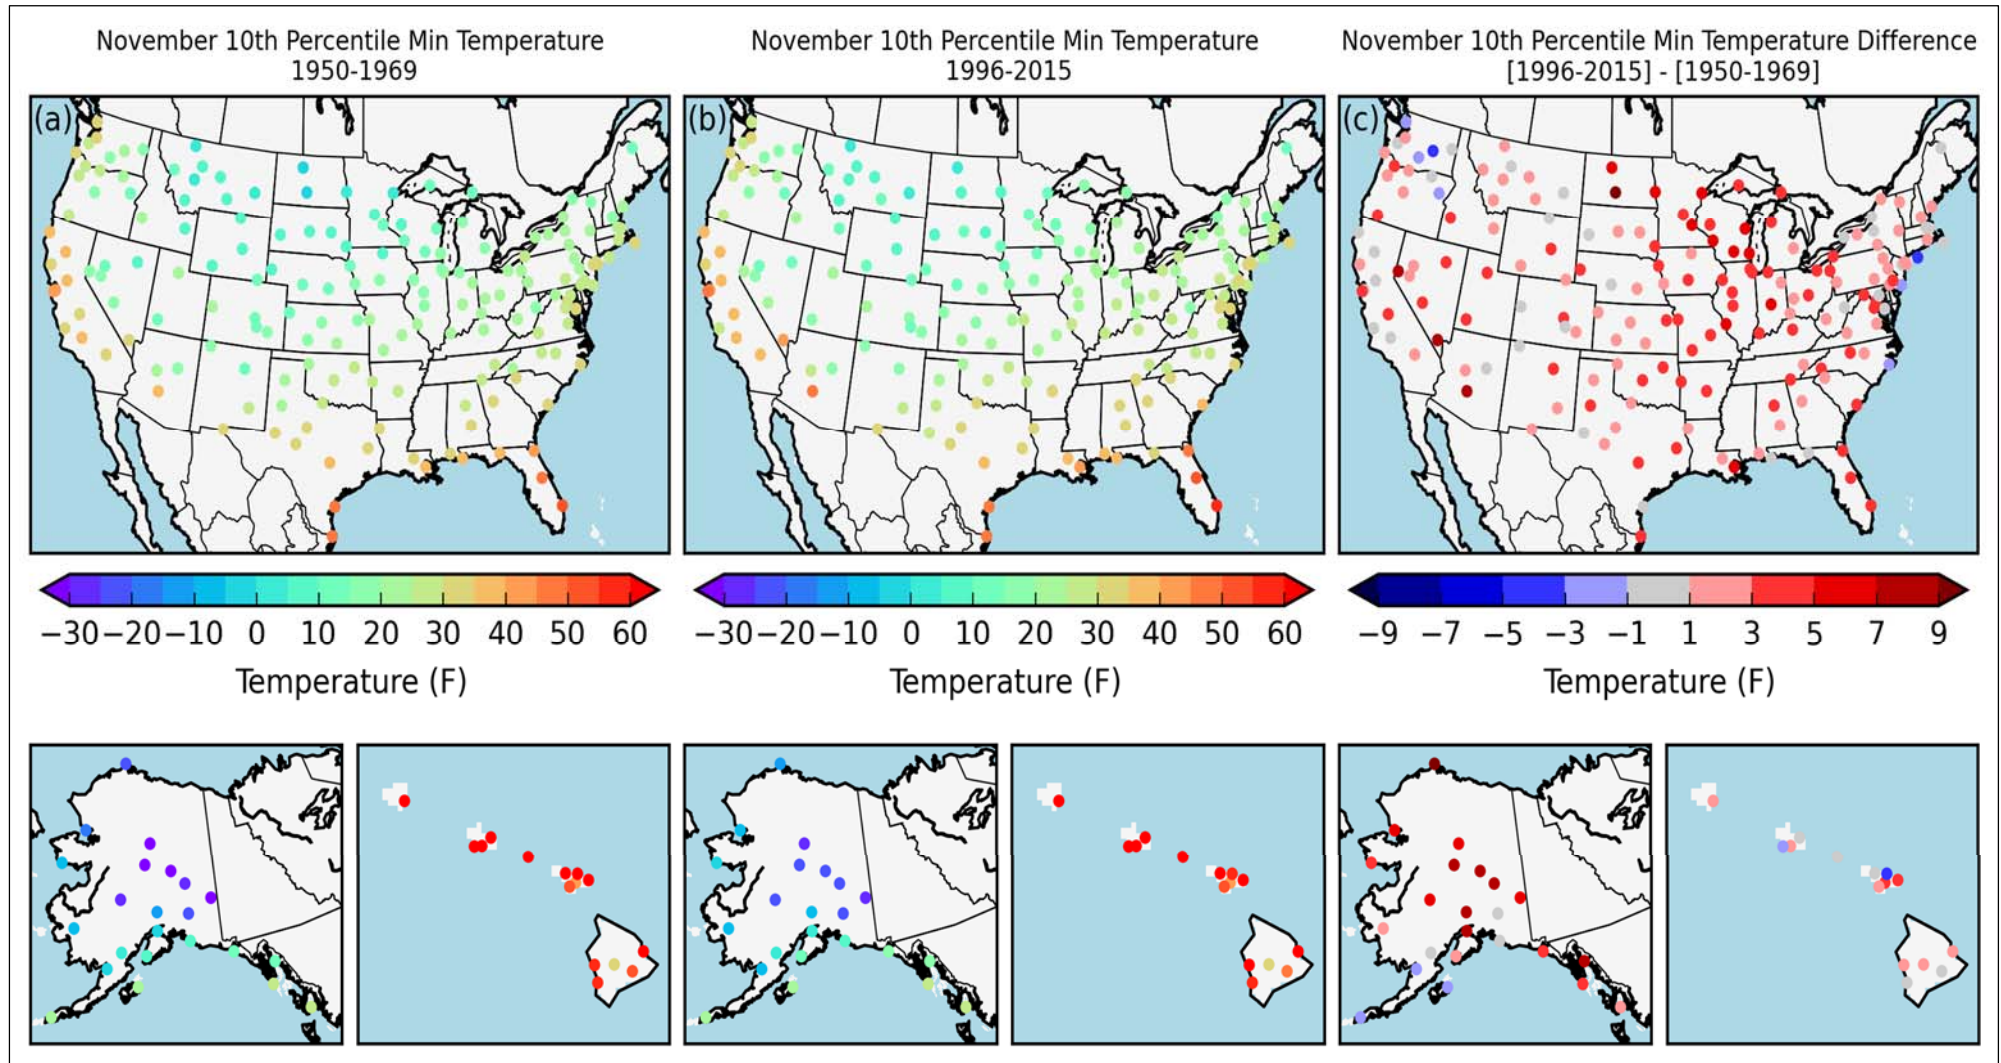 November 10th Percentile Min Temperature
1950-1969
November 10th Percentile Min Temperature
1996-2015
November 10th Percentile Min Temperature Difference
[1996-2015] - [1950-1969]
(a)
(b)
(c)
−30 −20 −10 0 10 20 30 40 50 60
Temperature (F)
−30 −20 −10 0 10 20 30 40 50 60
Temperature (F)
−9 −7 −5 −3 −1 1 3 5 7 9
Temperature (F)